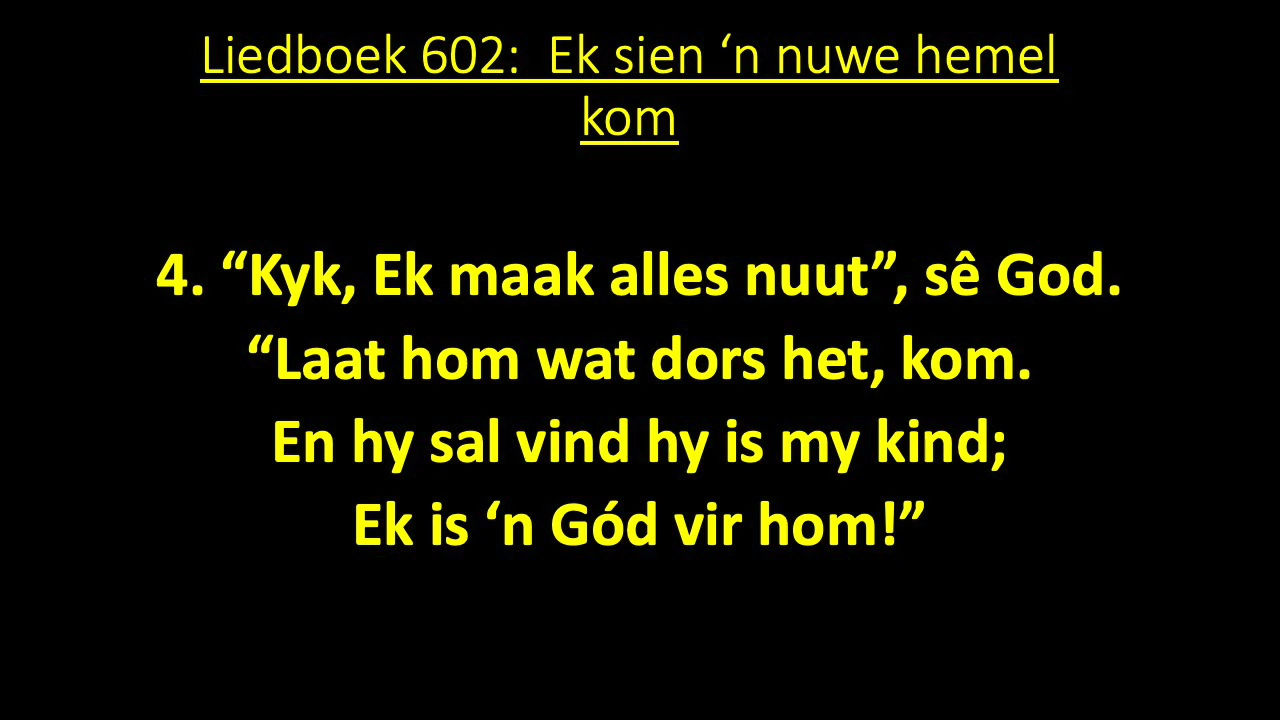 Liedboek 602:  Ek sien ‘n nuwe hemel
kom
4. “Kyk, Ek maak alles nuut”, sê God.
“Laat hom wat dors het, kom.
En hy sal vind hy is my kind;
Ek is ‘n Gód vir hom!”